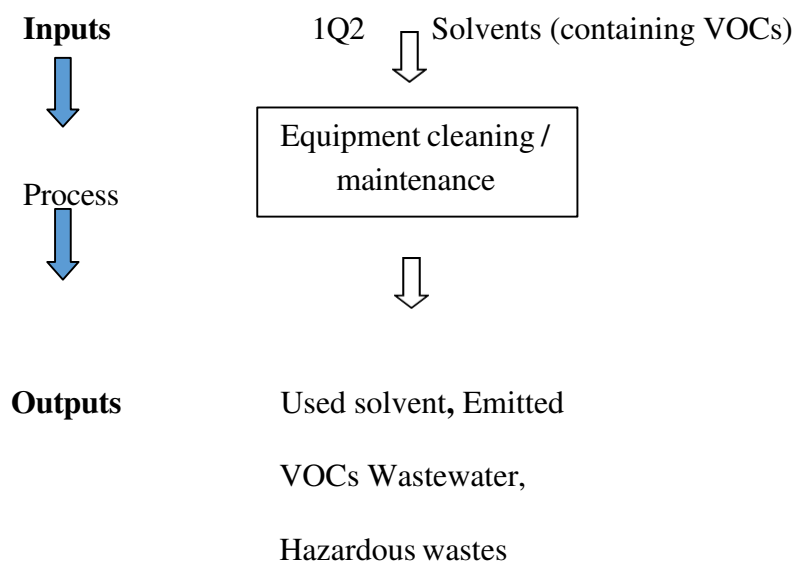 Inputs 1Q2 Solvents (containing VOCs)
Equipment cleaning /
maintenance
Process
Outputs Used solvent, Emitted
VOCs Wastewater,
Hazardous wastes